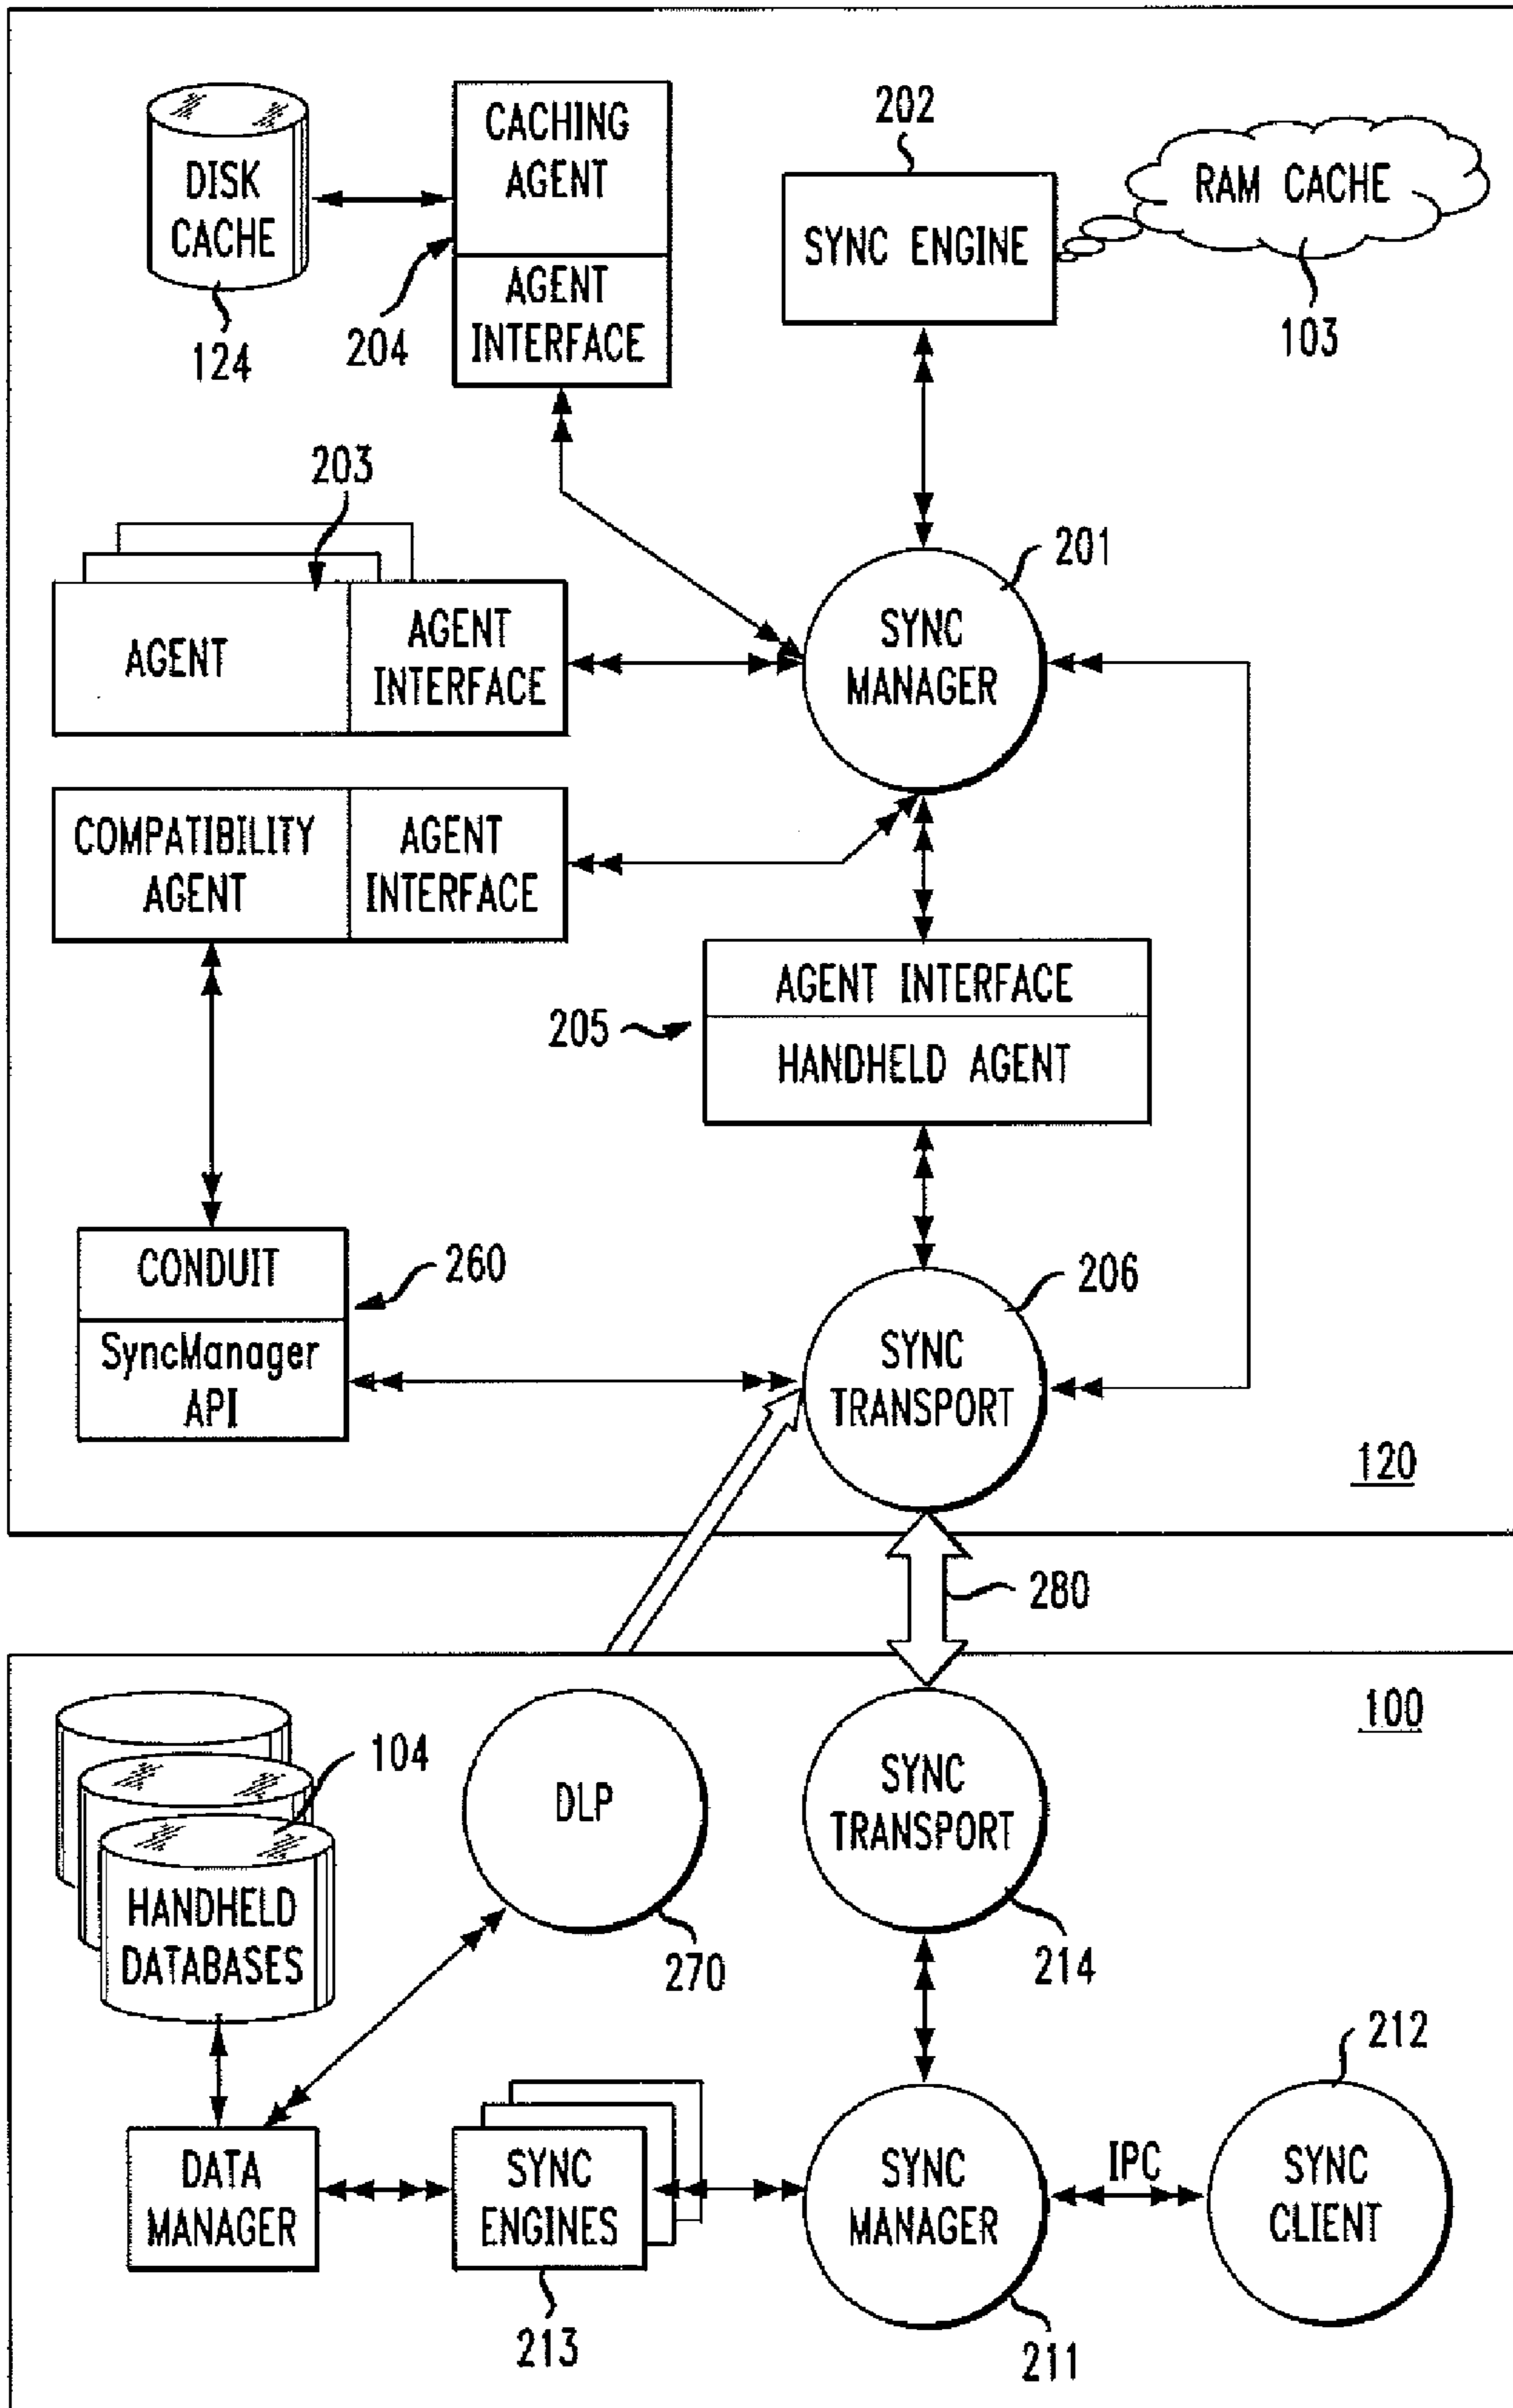 DISK
CACHE
124
CACHING
AGENT
AGENT
INTERFACE
204
202
SYNC ENGINE
RAM CACHE
103
203
AGENT
AGENT
INTERFACE
201
SYNC
MANAGER
COMPATIBILITY
AGENT
AGENT
INTERFACE
AGENT INTERFACE
205
HANDHELD AGENT
CONDUIT
260
SyncManager
API
206
SYNC
TRANSPORT
120
280
100
104
HANDHELD
DATABASES
DLP
270
SYNC
TRANSPORT
214
212
DATA
MANAGER
SYNC
ENGINES
213
SYNC
MANAGER
211
IPC
SYNC
CLIENT